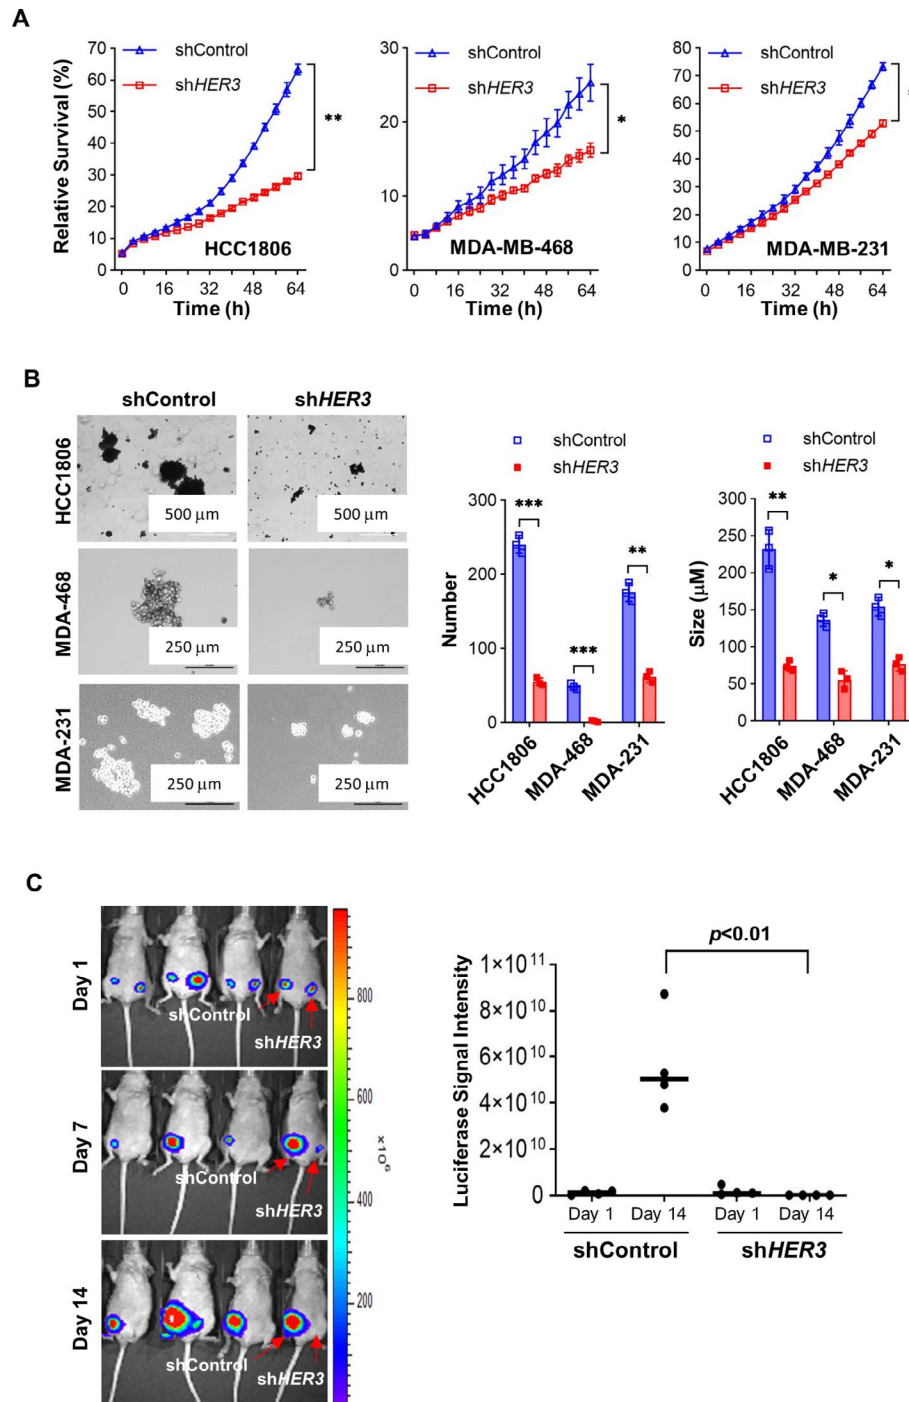 A
shControl
shHER3
Relative Survival (%)
70
60
50
40
30
20
10
0
**
HCC1806
0 16 32 48 64
Time (h)
shControl
shHER3
30
20
10
0
*
MDA-MB-468
0 16 32 48 64
Time (h)
shControl
shHER3
80
70
60
50
40
30
20
10
0
MDA-MB-231
0 16 32 48 64
Time (h)
B
shControl shHER3
HCC1806
500 μm 500 μm
MDA-468
250 μm 250 μm
MDA-231
250 μm 250 μm
shControl
shHER3
Number
300
200
100
0
***
***
**
HCC1806
MDA-468
MDA-231
shControl
shHER3
Size (μM)
300
250
200
150
100
50
0
**
*
*
HCC1806
MDA-468
MDA-231
C
Day 1
shControl
shHER3
Day 7
shControl
shHER3
Day 14
shControl
shHER3
800
600
400
200
×10⁶
p<0.01
Luciferase Signal Intensity
1×10¹¹
8×10¹⁰
6×10¹⁰
4×10¹⁰
2×10¹⁰
0
Day 1 Day 14 Day 1 Day 14
shControl shHER3